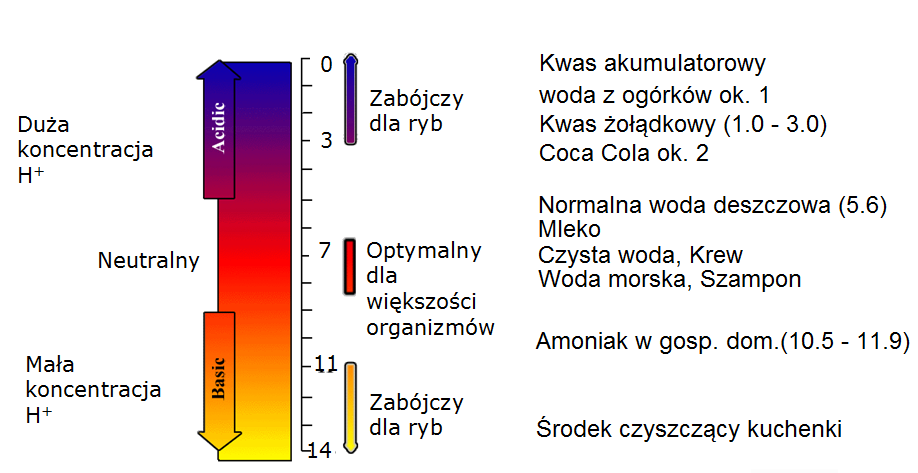 Duża
koncentracja
H⁺
Neutralny
Mała
koncentracja
H⁺
Acidic
Basic
0
3
7
11
14
Zabójczy
dla ryb
Optymalny
dla
większości
organizmów
Zabójczy
dla ryb
Kwas akumulatorowy
woda z ogórków ok. 1
Kwas żołądkowy (1.0 - 3.0)
Coca Cola ok. 2
Normalna woda deszczowa (5.6)
Mleko
Czysta woda, Krew
Woda morska, Szampon
Amoniak w gosp. dom.(10.5 - 11.9)
Środek czyszczący kuchenki